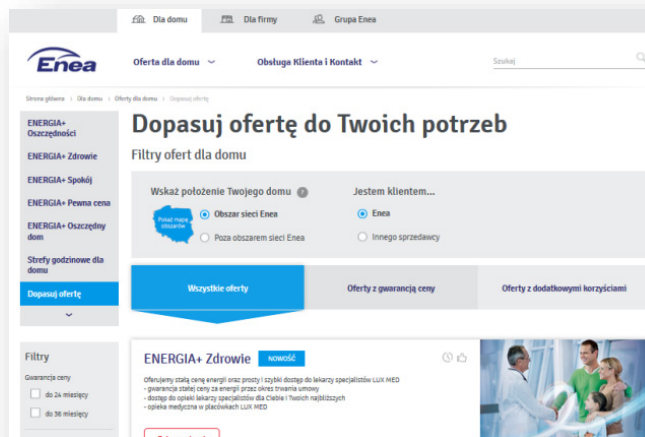 Dla domu
Dla firmy
Grupa Enea
Enea
Oferta dla domu
Obsługa Klienta i Kontakt
Szukaj
Strona główna
Dla domu
Oferty dla domu
Dopasuj ofertę
ENERGIA+
Oszczędności
ENERGIA+ Zdrowie
ENERGIA+ Spokój
ENERGIA+ Pewna cena
ENERGIA+ Oszczędny
dom
Strefy godzinowe dla
domu
Dopasuj ofertę
Dopasuj ofertę do Twoich potrzeb
Filtry ofert dla domu
Wskaż położenie Twojego domu ?
Pokaż mapę
obszarów
Obszar sieci Enea
Poza obszarem sieci Enea
Jestem klientem...
Enea
Innego sprzedawcy
Wszystkie oferty
Oferty z gwarancją ceny
Oferty z dodatkowymi korzyściami
Filtry
Gwarancja ceny
do 24 miesięcy
do 36 miesięcy
ENERGIA+ Zdrowie NOWOŚĆ
Oferujemy stałą cenę energii oraz prosty i szybki dostęp do lekarzy specjalistów LUX MED
- gwarancja stałej ceny za energii przez okres trwania umowy
- dostęp do opieki lekarzy specjalistów dla Ciebie i Twoich najbliższych
- opieka medyczna w placówkach LUX MED